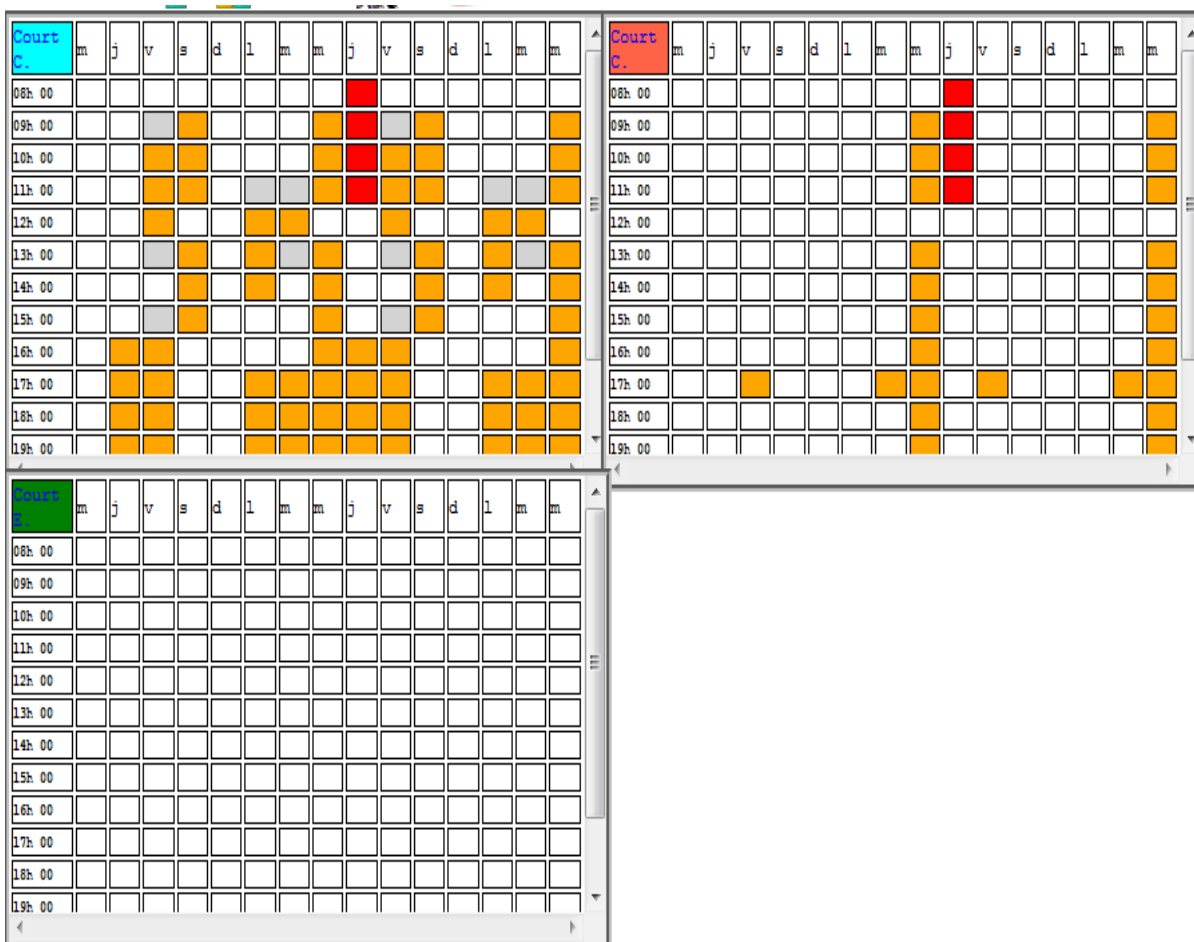 Court C. m j v s d l m m j v s d l m m
08h 00
09h 00
10h 00
11h 00
12h 00
13h 00
14h 00
15h 00
16h 00
17h 00
18h 00
19h 00
Court C. m j v s d l m m j v s d l m m
08h 00
09h 00
10h 00
11h 00
12h 00
13h 00
14h 00
15h 00
16h 00
17h 00
18h 00
19h 00
Court E. m j v s d l m m j v s d l m m
08h 00
09h 00
10h 00
11h 00
12h 00
13h 00
14h 00
15h 00
16h 00
17h 00
18h 00
19h 00